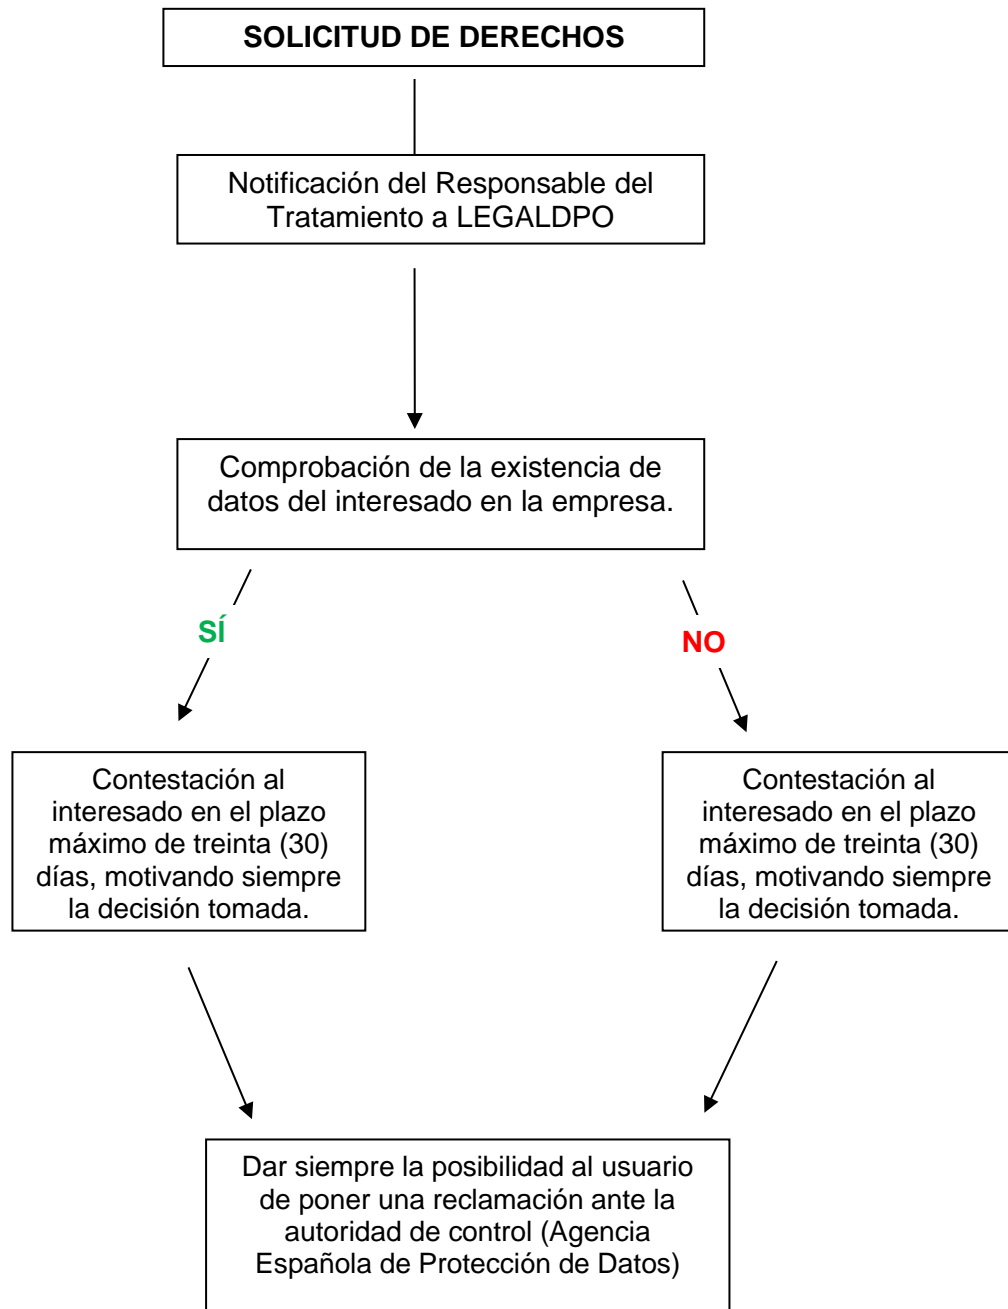 SOLICITUD DE DERECHOS
Notificación del Responsable del
Tratamiento a LEGALDPO
Comprobación de la existencia de
datos del interesado en la empresa.
SÍ
NO
Contestación al
interesado en el plazo
máximo de treinta (30)
días, motivando siempre
la decisión tomada.
Contestación al
interesado en el plazo
máximo de treinta (30)
días, motivando siempre
la decisión tomada.
Dar siempre la posibilidad al usuario
de poner una reclamación ante la
autoridad de control (Agencia
Española de Protección de Datos)